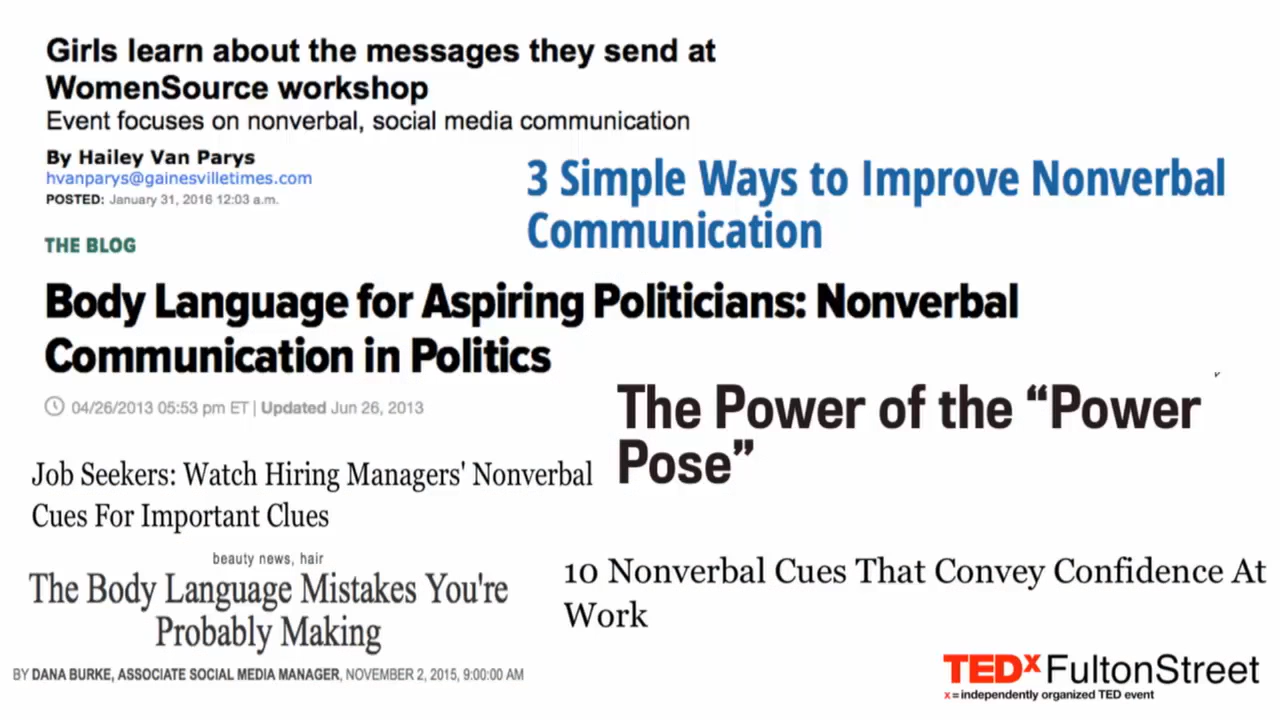 Girls learn about the messages they send at
WomenSource workshop
Event focuses on nonverbal, social media communication
By Hailey Van Parys
hvanparys@gainesvilletimes.com
POSTED: January 31, 2016 12:03 a.m.
3 Simple Ways to Improve Nonverbal
Communication
THE BLOG
Body Language for Aspiring Politicians: Nonverbal
Communication in Politics
04/26/2013 05:53 pm ET | Updated Jun 26, 2013
The Power of the “Power
Pose”
Job Seekers: Watch Hiring Managers' Nonverbal
Cues For Important Clues
beauty news, hair
The Body Language Mistakes You're
Probably Making
BY DANA BURKE, ASSOCIATE SOCIAL MEDIA MANAGER, NOVEMBER 2, 2015, 9:00:00 AM
10 Nonverbal Cues That Convey Confidence At
Work
TEDx FultonStreet
x = independently organized TED event